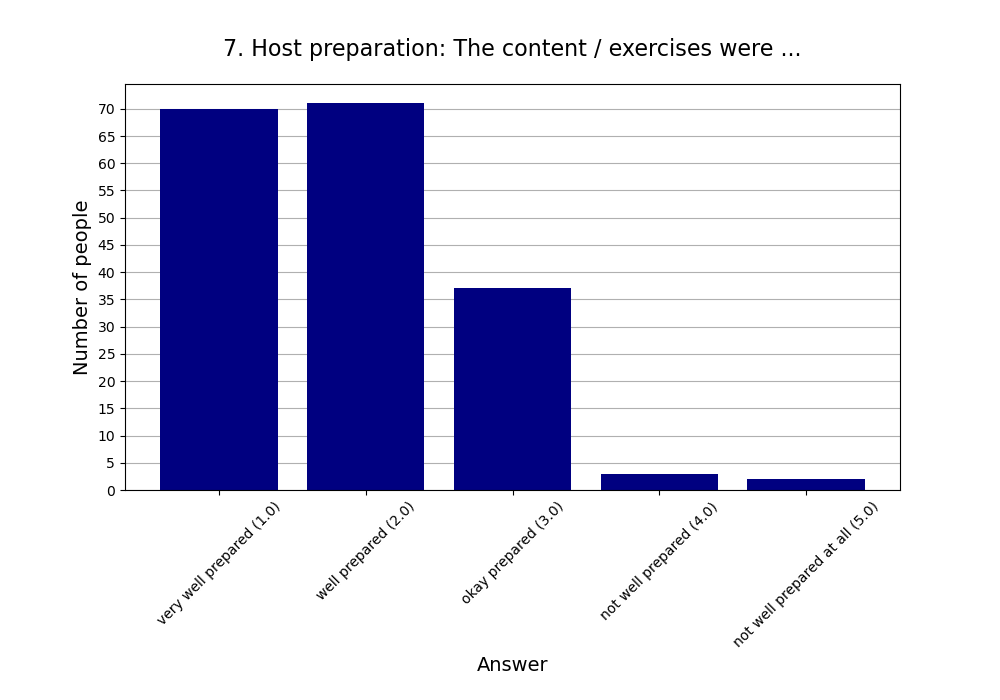 7. Host preparation: The content / exercises were ...
Number of people
70
65
60
55
50
45
40
35
30
25
20
15
10
5
0
very well prepared (1.0)
well prepared (2.0)
okay prepared (3.0)
not well prepared (4.0)
not well prepared at all (5.0)
Answer